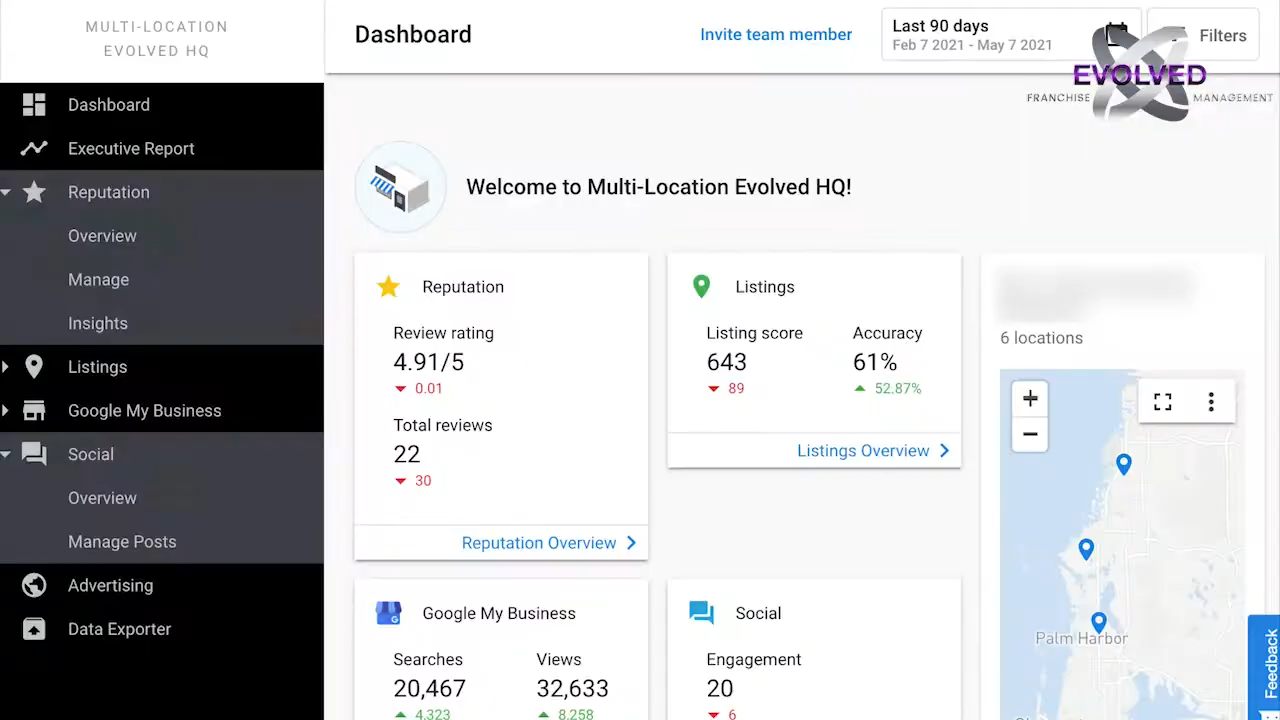 MULTI-LOCATION
EVOLVED HQ
Dashboard
Executive Report
Reputation
Overview
Manage
Insights
Listings
Google My Business
Social
Overview
Manage Posts
Advertising
Data Exporter
Dashboard
Invite team member
Last 90 days
Feb 7 2021 - May 7 2021
Filters
EVOLVED
FRANCHISE MANAGEMENT
Welcome to Multi-Location Evolved HQ!
Reputation
Review rating
4.91/5
0.01
Total reviews
22
30
Reputation Overview
Listings
Listing score Accuracy
643 61%
89 52.87%
Listings Overview
Google My Business
Searches Views
20,467 32,633
4,323 8,258
Social
Engagement
20
6
6 locations
Palm Harbor
Feedback